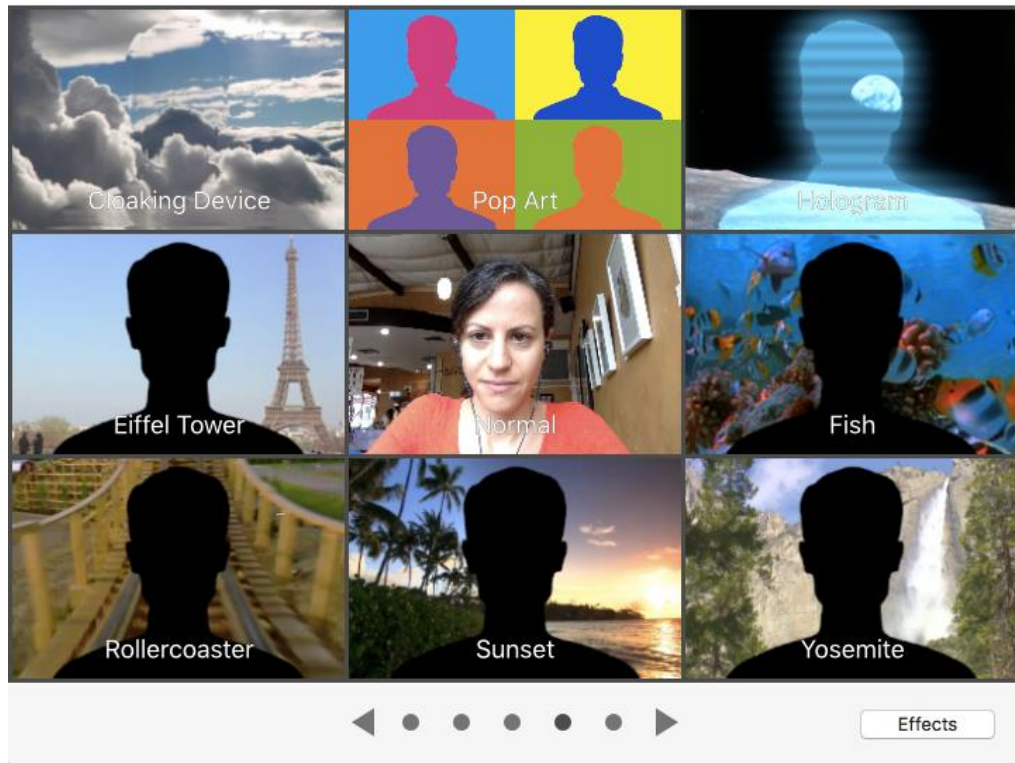 Cloaking Device
Pop Art
Hologram
Eiffel Tower
Normal
Fish
Rollercoaster
Sunset
Yosemite
Effects